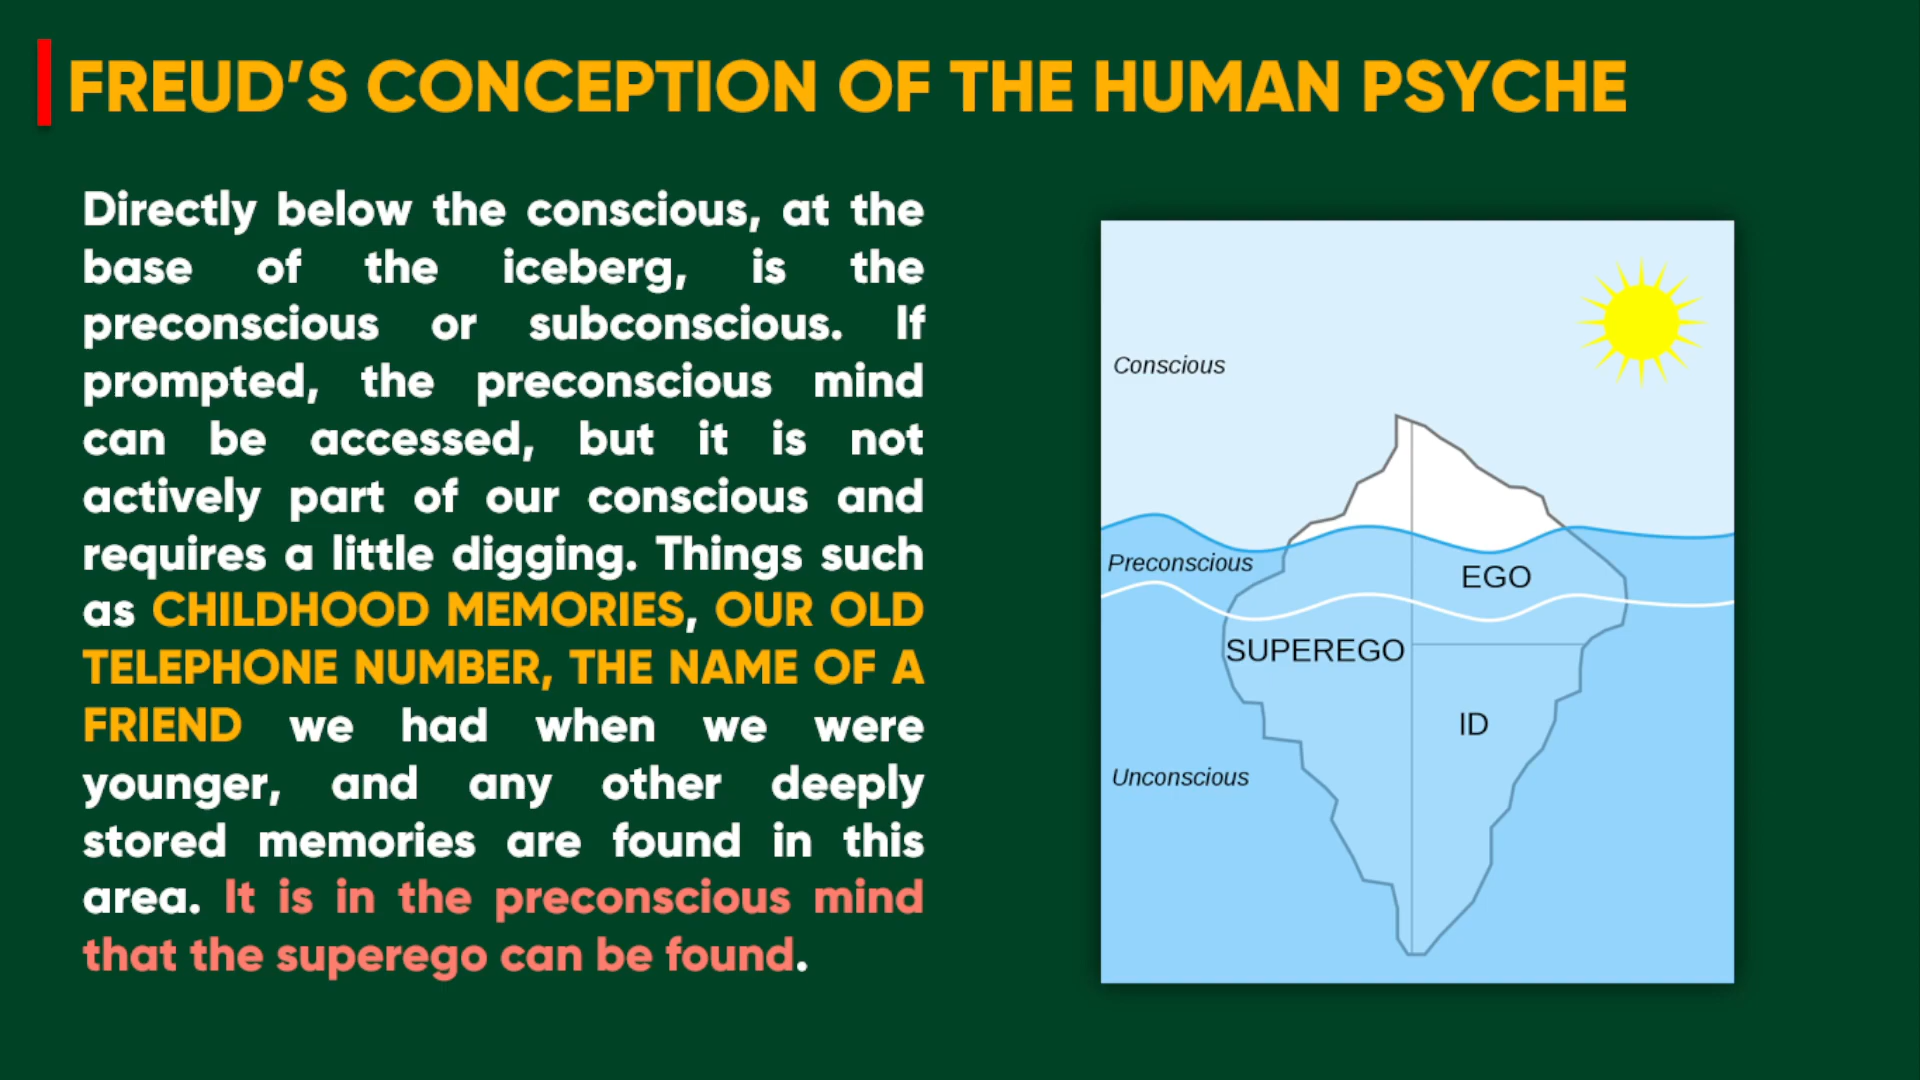 FREUD’S CONCEPTION OF THE HUMAN PSYCHE
Directly below the conscious, at the
base of the iceberg, is the
preconscious or subconscious. If
prompted, the preconscious mind
can be accessed, but it is not
actively part of our conscious and
requires a little digging. Things such
as CHILDHOOD MEMORIES, OUR OLD
TELEPHONE NUMBER, THE NAME OF A
FRIEND we had when we were
younger, and any other deeply
stored memories are found in this
area. It is in the preconscious mind
that the superego can be found.
Conscious
Preconscious
EGO
SUPEREGO
ID
Unconscious